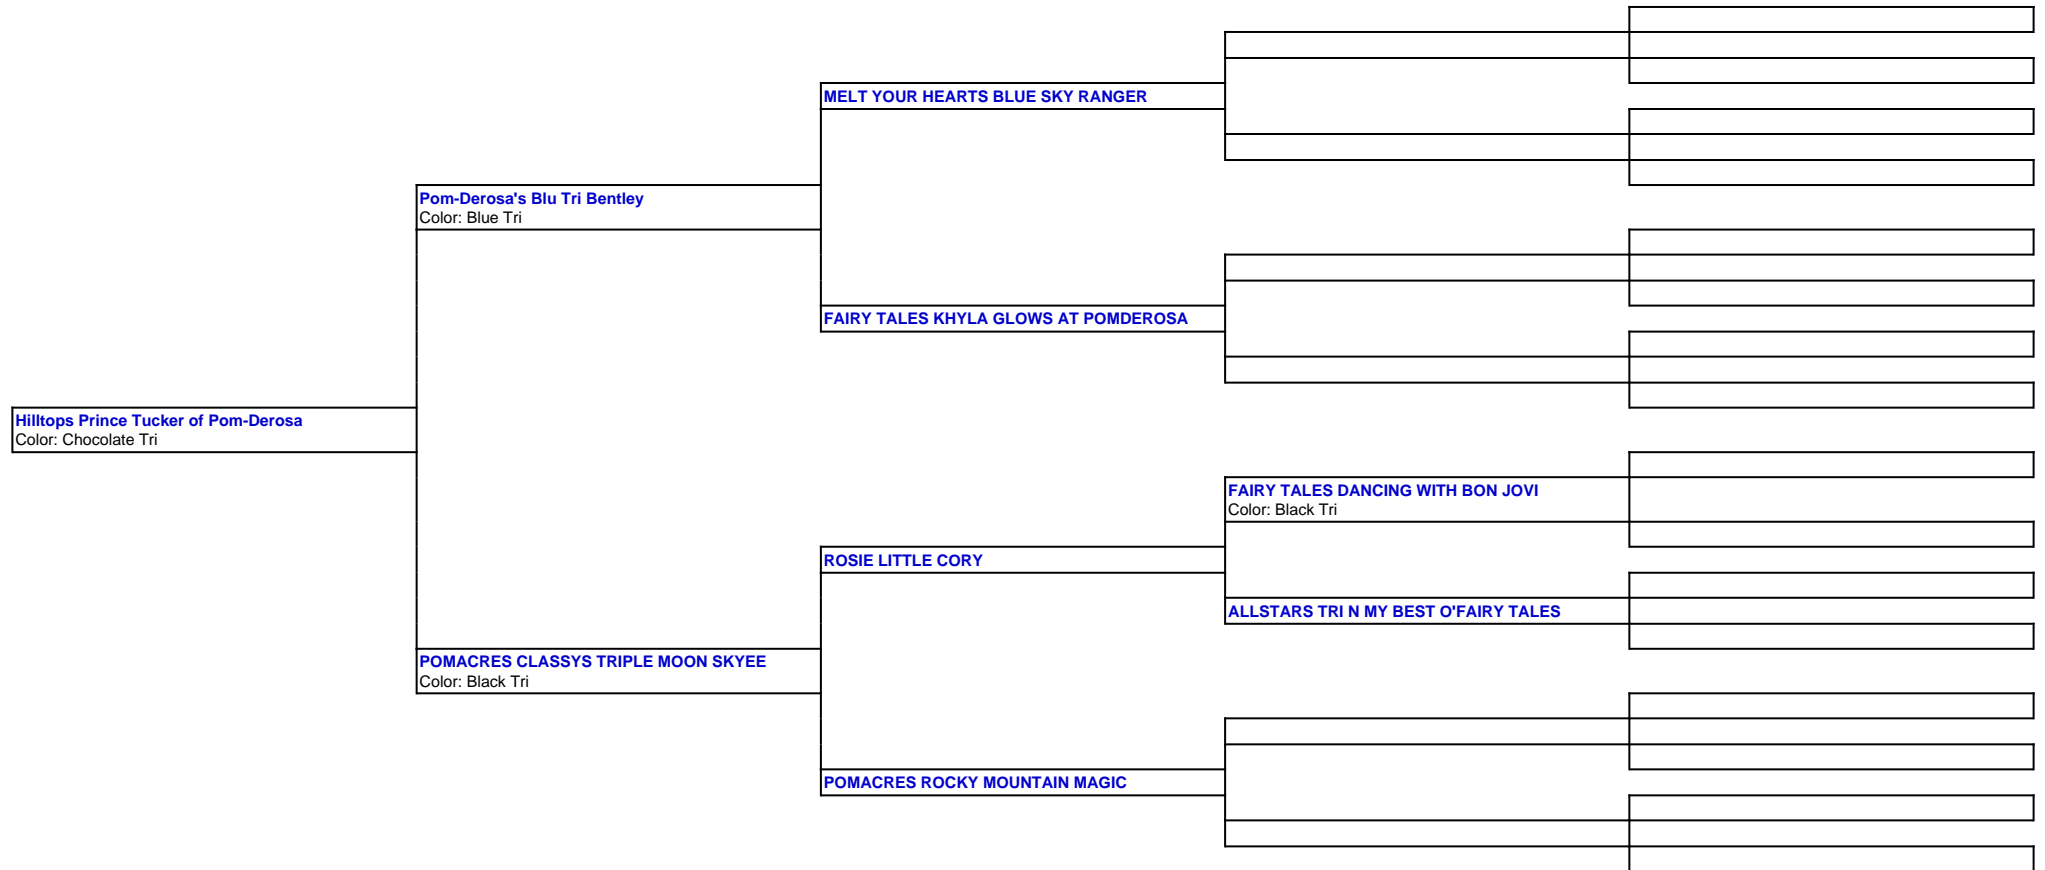 MELT YOUR HEARTS BLUE SKY RANGER
Pom-Derosa's Blu Tri Bentley
Color: Blue Tri
FAIRY TALES KHYLA GLOWS AT POMDEROSA
Hilltops Prince Tucker of Pom-Derosa
Color: Chocolate Tri
FAIRY TALES DANCING WITH BON JOVI
Color: Black Tri
ROSIE LITTLE CORY
ALLSTARS TRI N MY BEST O'FAIRY TALES
POMACRES CLASSYS TRIPLE MOON SKYEE
Color: Black Tri
POMACRES ROCKY MOUNTAIN MAGIC